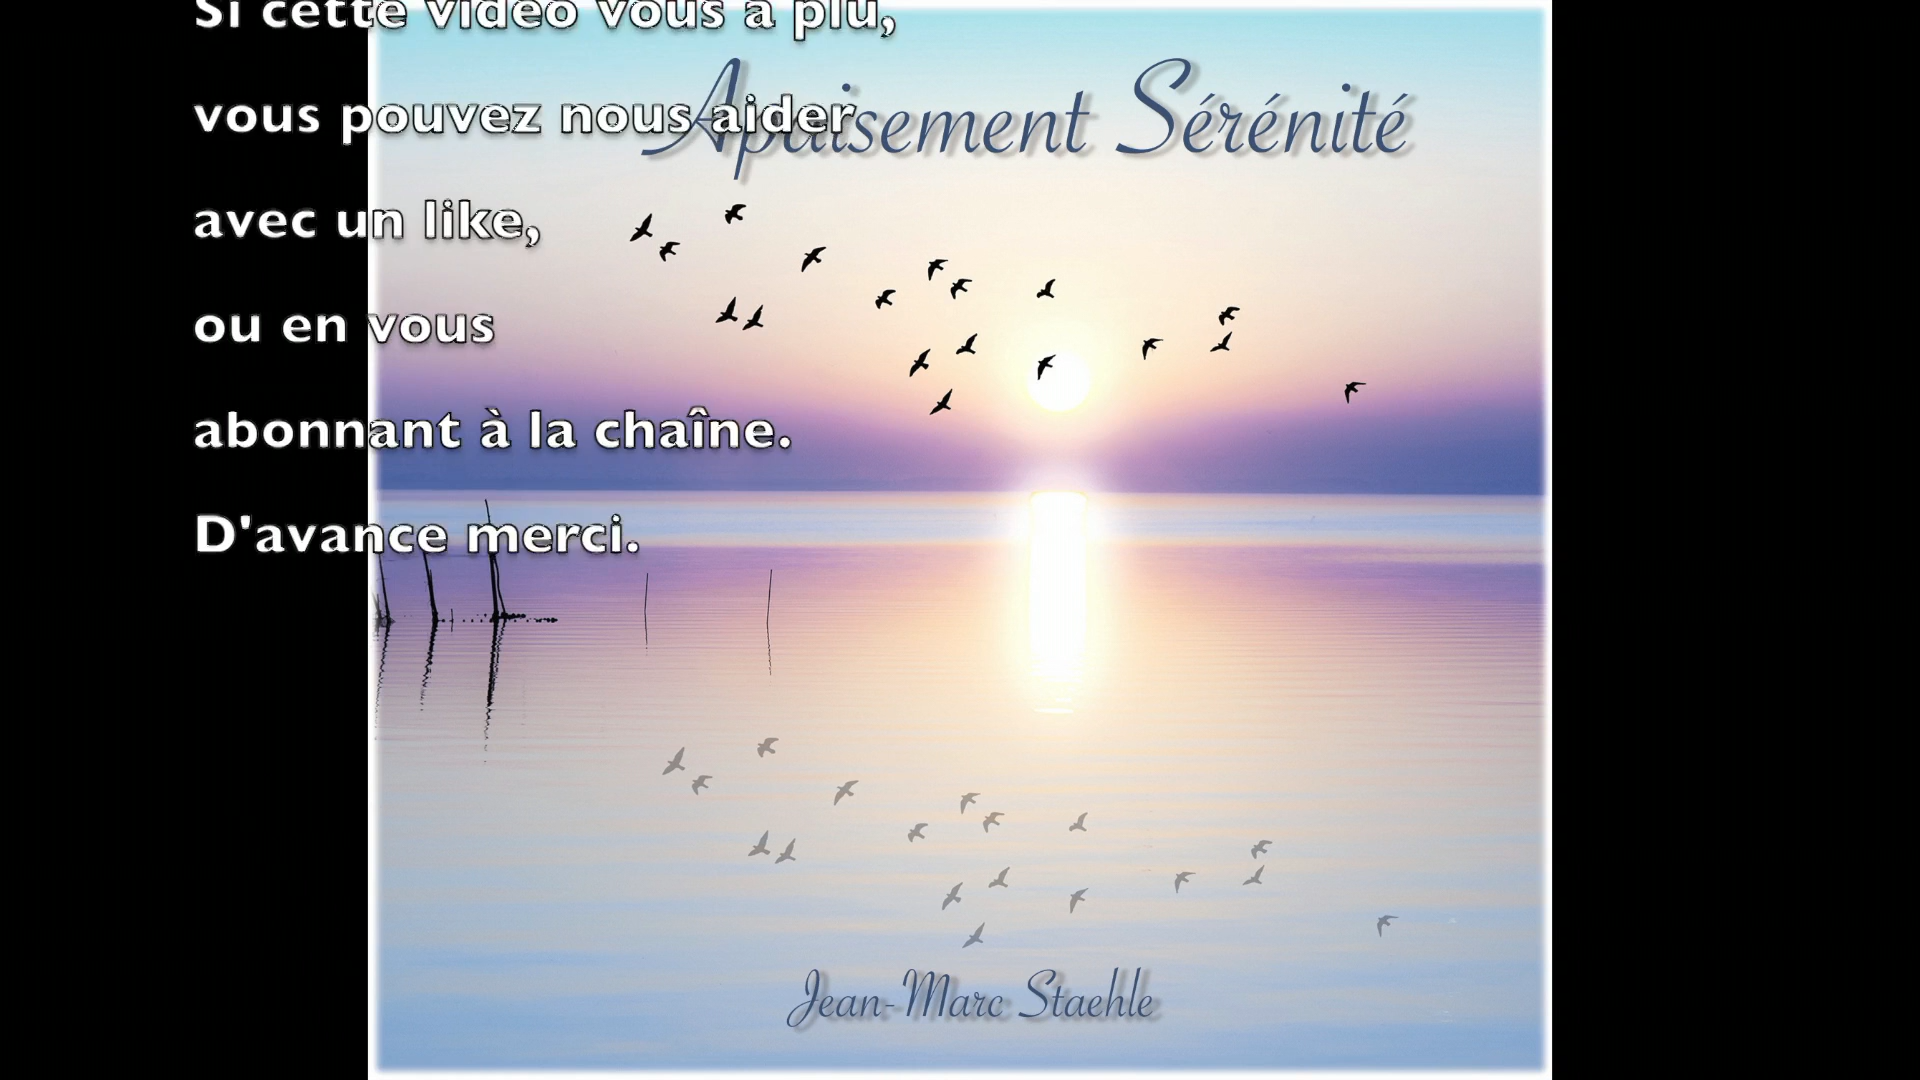 Si cette vidéo vous a plu,
vous pouvez nous aider
Apaisement Sérénité
avec un like,
ou en vous
abonnant à la chaîne.
D'avance merci.
Jean-Marc Staehle